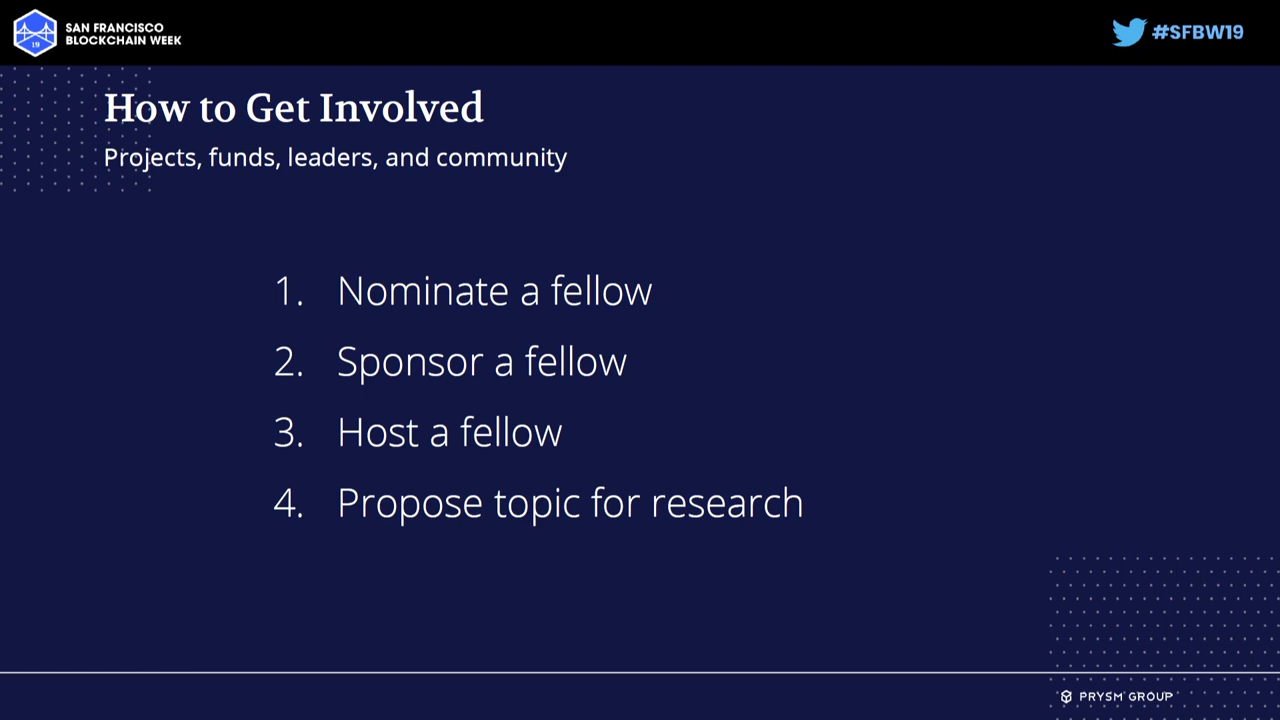 SAN FRANCISCO
BLOCKCHAIN WEEK
19
#SFBW19
How to Get Involved
Projects, funds, leaders, and community
1. Nominate a fellow
2. Sponsor a fellow
3. Host a fellow
4. Propose topic for research
PRYSM GROUP